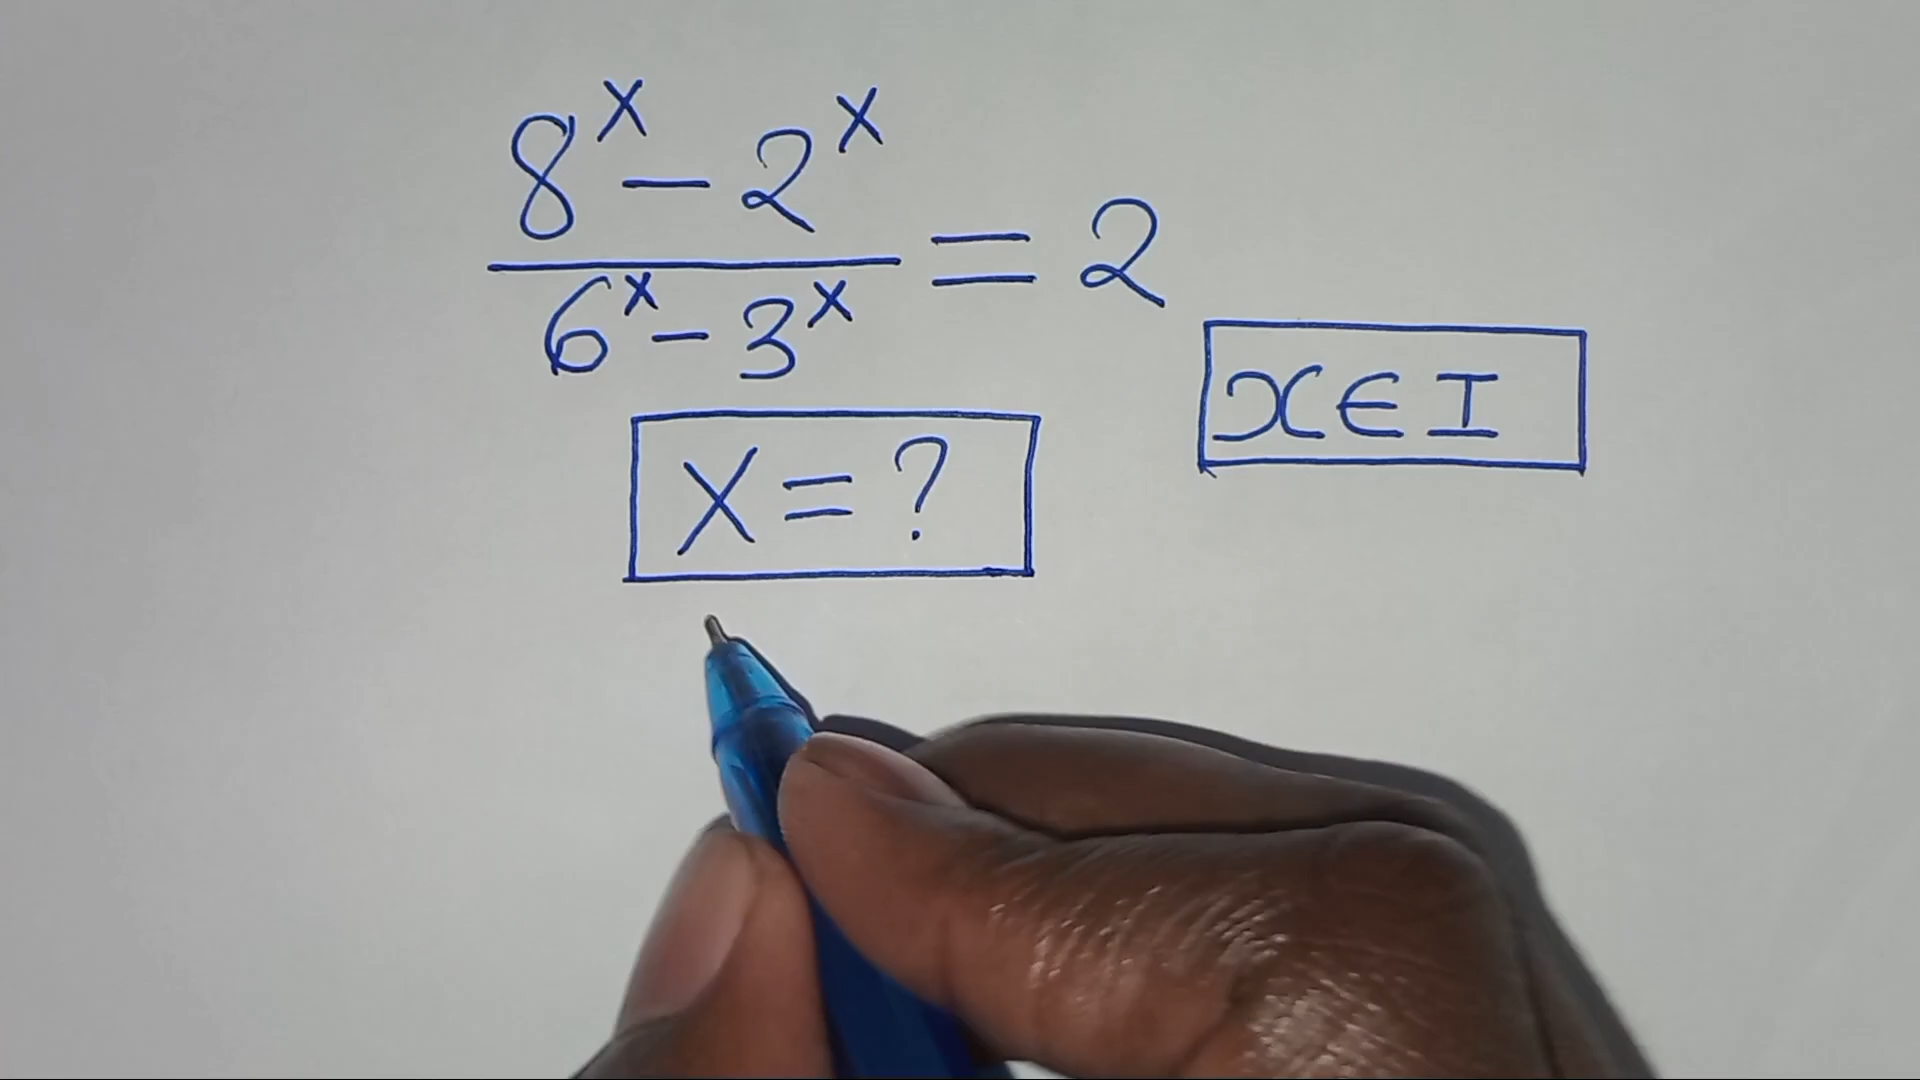 8^x - 2^x
6^x - 3^x
= 2
x ∈ I
X = ?